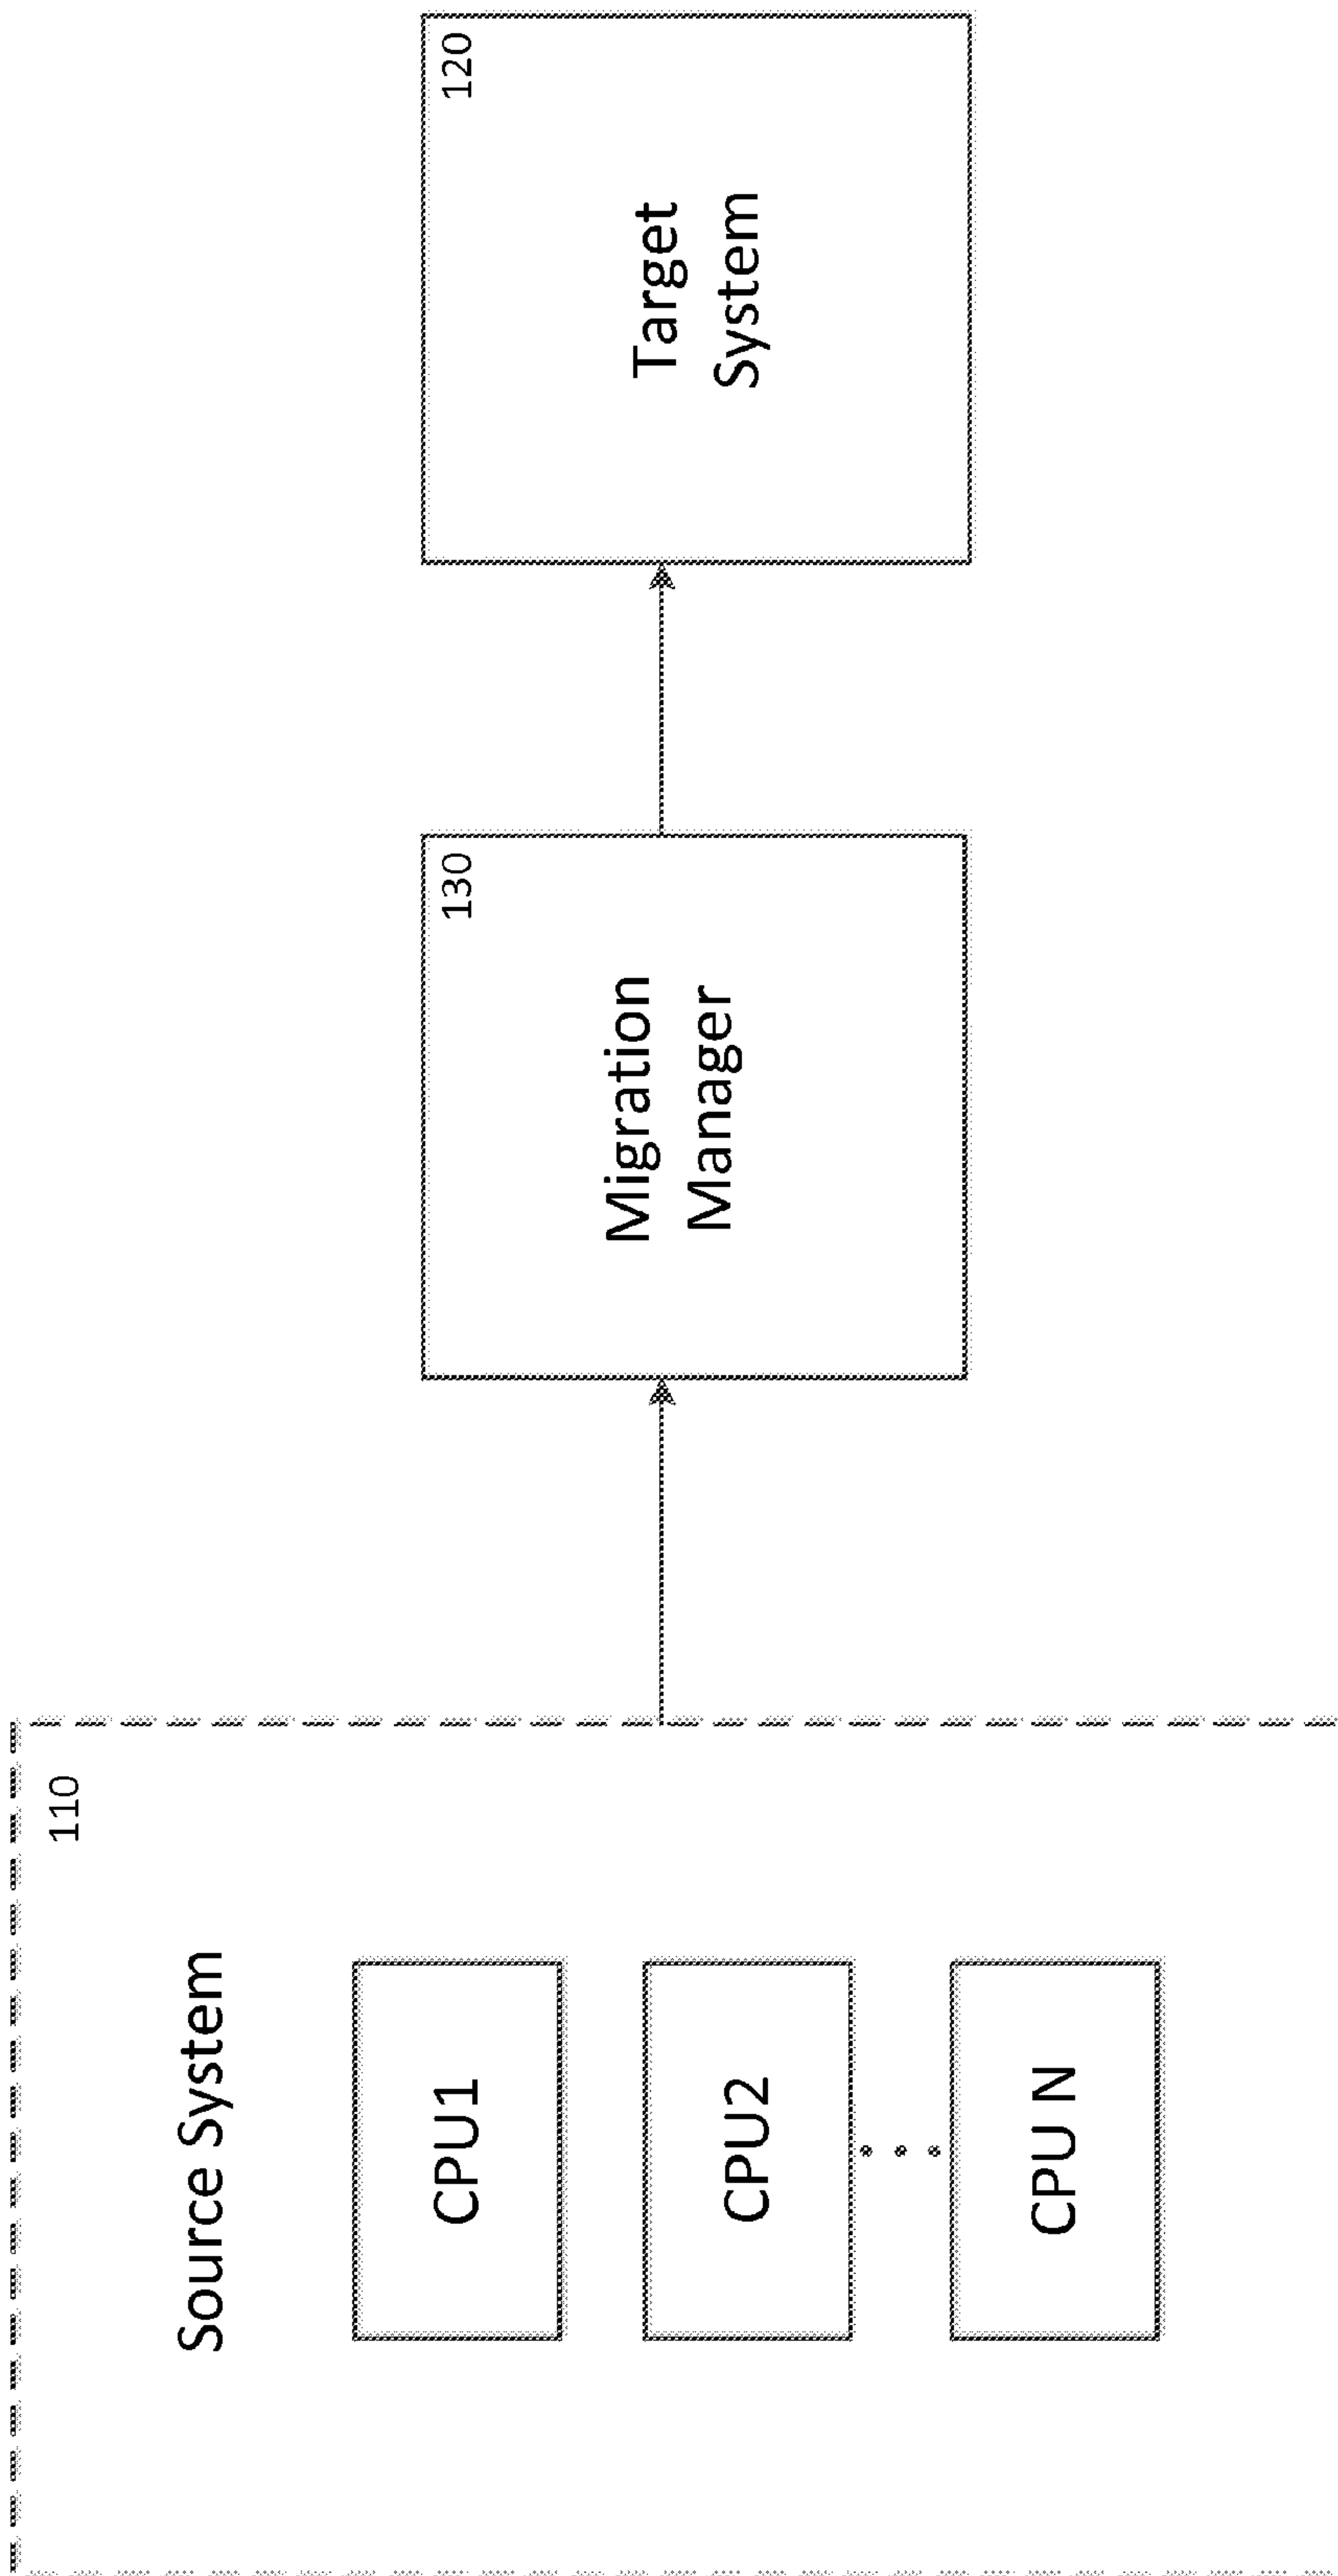 110
Source System
CPU1
CPU2
CPU N
130
Migration
Manager
120
Target
System